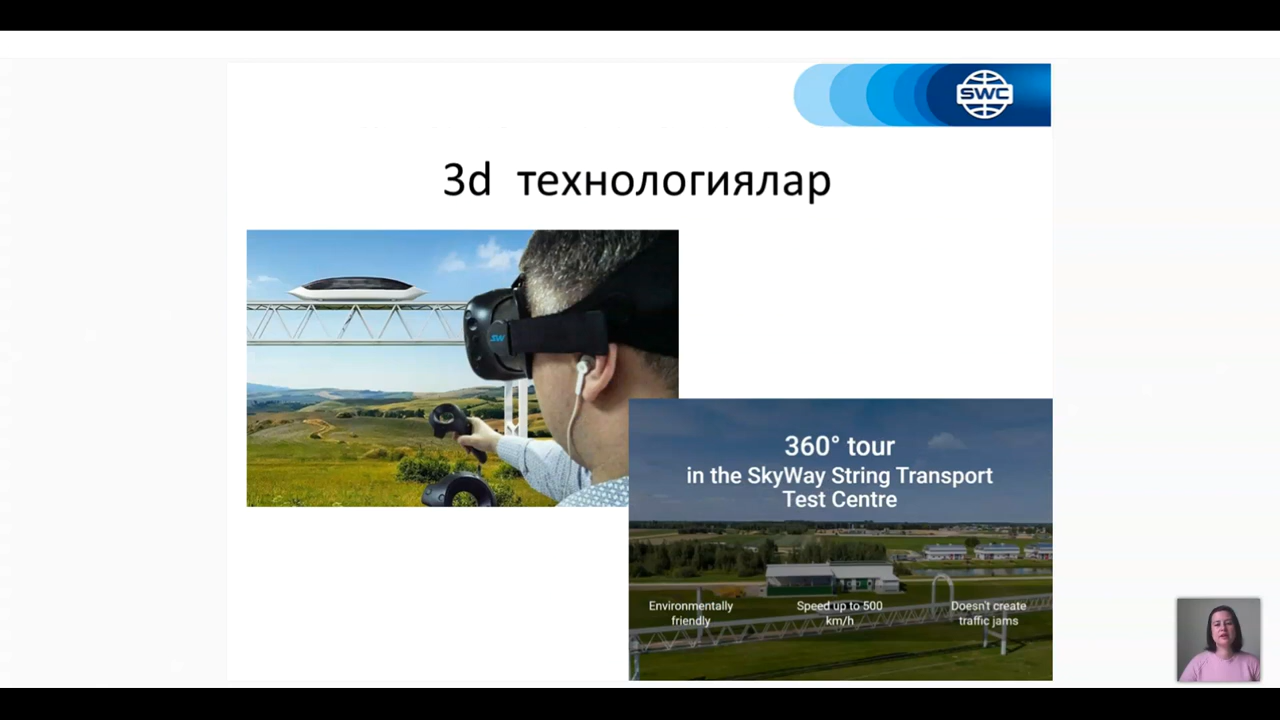 SWC
3d технологиялар
SW
360° tour
in the SkyWay String Transport
Test Centre
Environmentally
friendly
Speed up to 500
km/h
Doesn't create
traffic jams